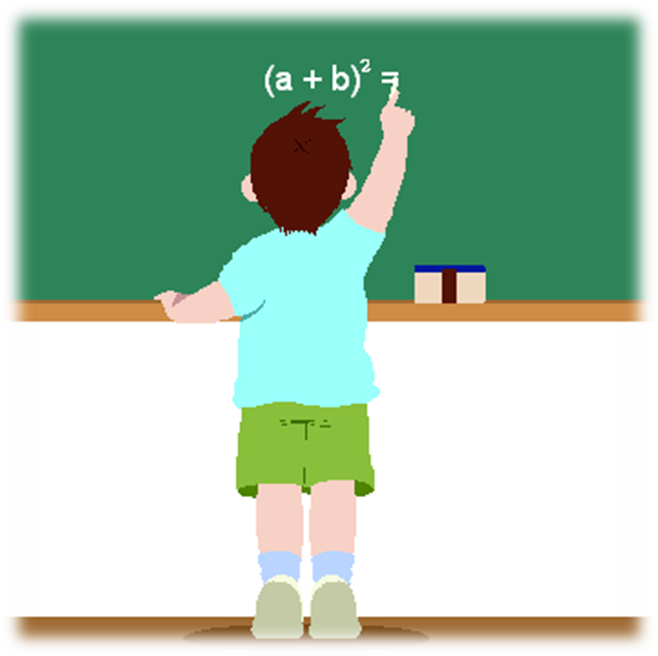 (a + b)² =